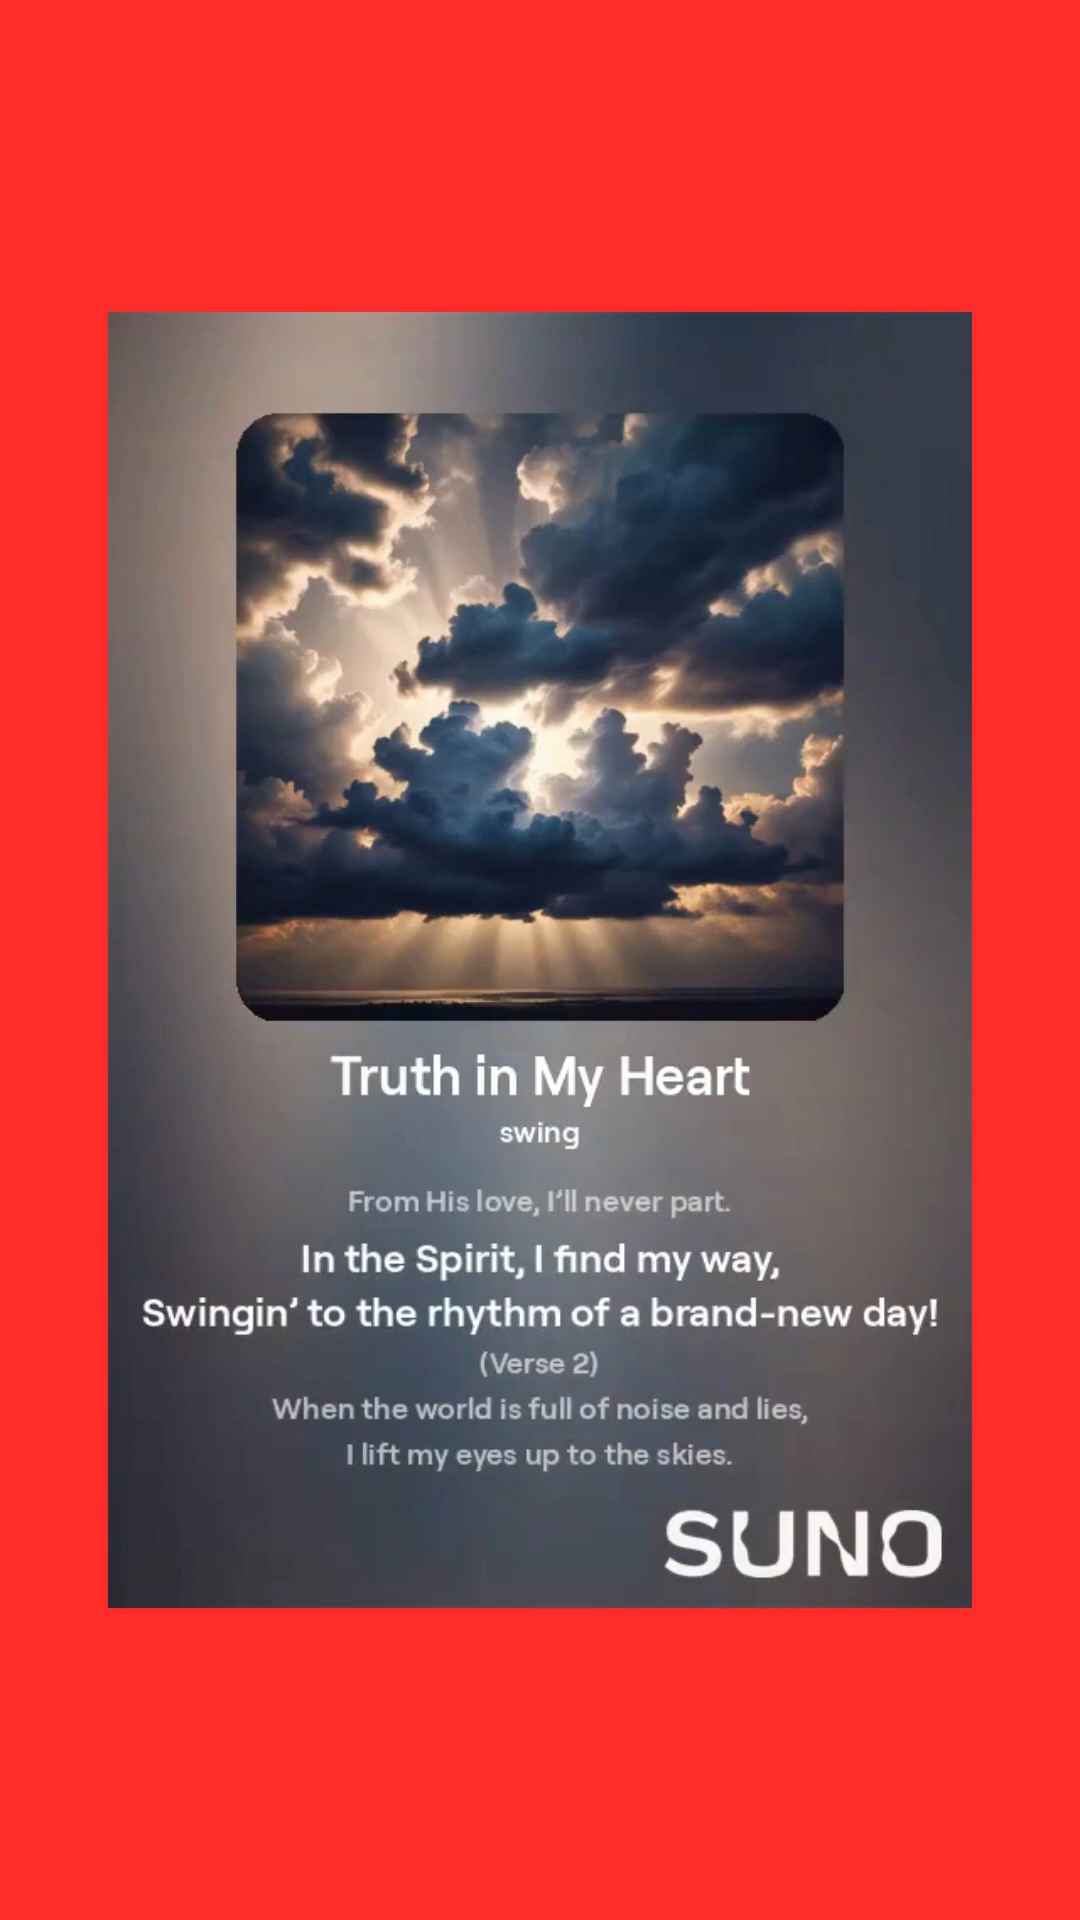 Truth in My Heart
swing
From His love, I’ll never part.
In the Spirit, I find my way,
Swingin’ to the rhythm of a brand-new day!
(Verse 2)
When the world is full of noise and lies,
I lift my eyes up to the skies.
SUNO